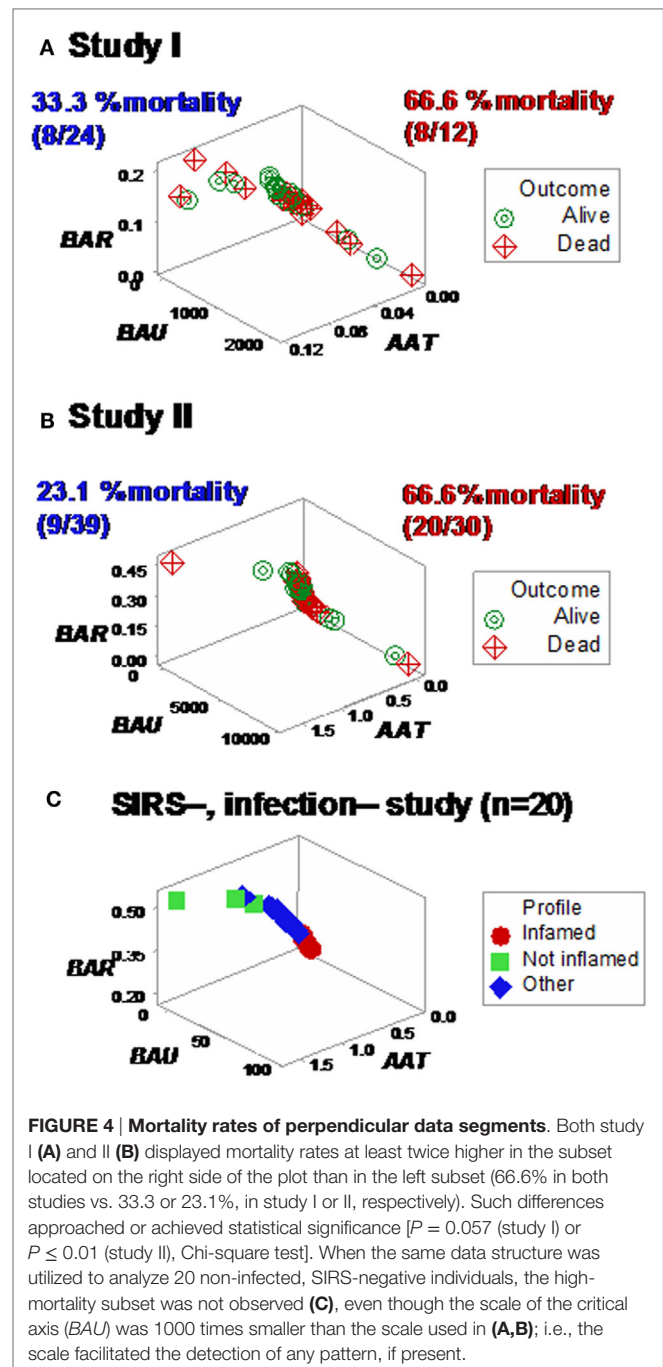 A Study I
33.3 %mortality
(8/24)
66.6 %mortality
(8/12)
0.2
0.1
0.0
BAR
0
1000
2000
BAU
0.12
0.08
0.04
0.00
AAT
Outcome
Alive
Dead
B Study II
23.1 %mortality
(9/39)
66.6%mortality
(20/30)
0.45
0.30
0.15
0.00
BAR
0
5000
10000
BAU
1.5
1.0
0.5
0.0
AAT
Outcome
Alive
Dead
C SIRS–, infection– study (n=20)
0.50
0.35
0.20
BAR
0
50
100
BAU
1.5
1.0
0.5
0.0
AAT
Profile
Infamed
Not inflamed
Other
FIGURE 4 | Mortality rates of perpendicular data segments. Both study
I (A) and II (B) displayed mortality rates at least twice higher in the subset
located on the right side of the plot than in the left subset (66.6% in both
studies vs. 33.3 or 23.1%, in study I or II, respectively). Such differences
approached or achieved statistical significance [P = 0.057 (study I) or
P ≤ 0.01 (study II), Chi-square test]. When the same data structure was
utilized to analyze 20 non-infected, SIRS-negative individuals, the high-
mortality subset was not observed (C), even though the scale of the critical
axis (BAU) was 1000 times smaller than the scale used in (A,B); i.e., the
scale facilitated the detection of any pattern, if present.